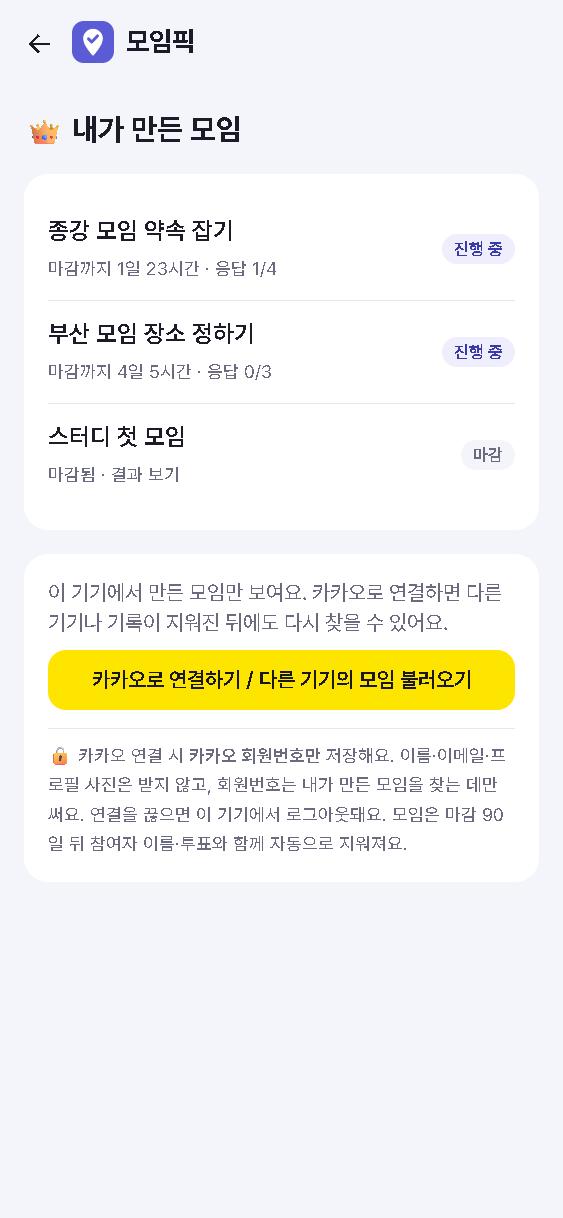 모임픽
내가 만든 모임
종강 모임 약속 잡기
마감까지 1일 23시간 · 응답 1/4
진행 중
부산 모임 장소 정하기
마감까지 4일 5시간 · 응답 0/3
진행 중
스터디 첫 모임
마감됨 · 결과 보기
마감
이 기기에서 만든 모임만 보여요. 카카오로 연결하면 다른
기기나 기록이 지워진 뒤에도 다시 찾을 수 있어요.
카카오로 연결하기 / 다른 기기의 모임 불러오기
카카오 연결 시 카카오 회원번호만 저장해요. 이름·이메일·프
로필 사진은 받지 않고, 회원번호는 내가 만든 모임을 찾는 데만
써요. 연결을 끊으면 이 기기에서 로그아웃돼요. 모임은 마감 90
일 뒤 참여자 이름·투표와 함께 자동으로 지워져요.